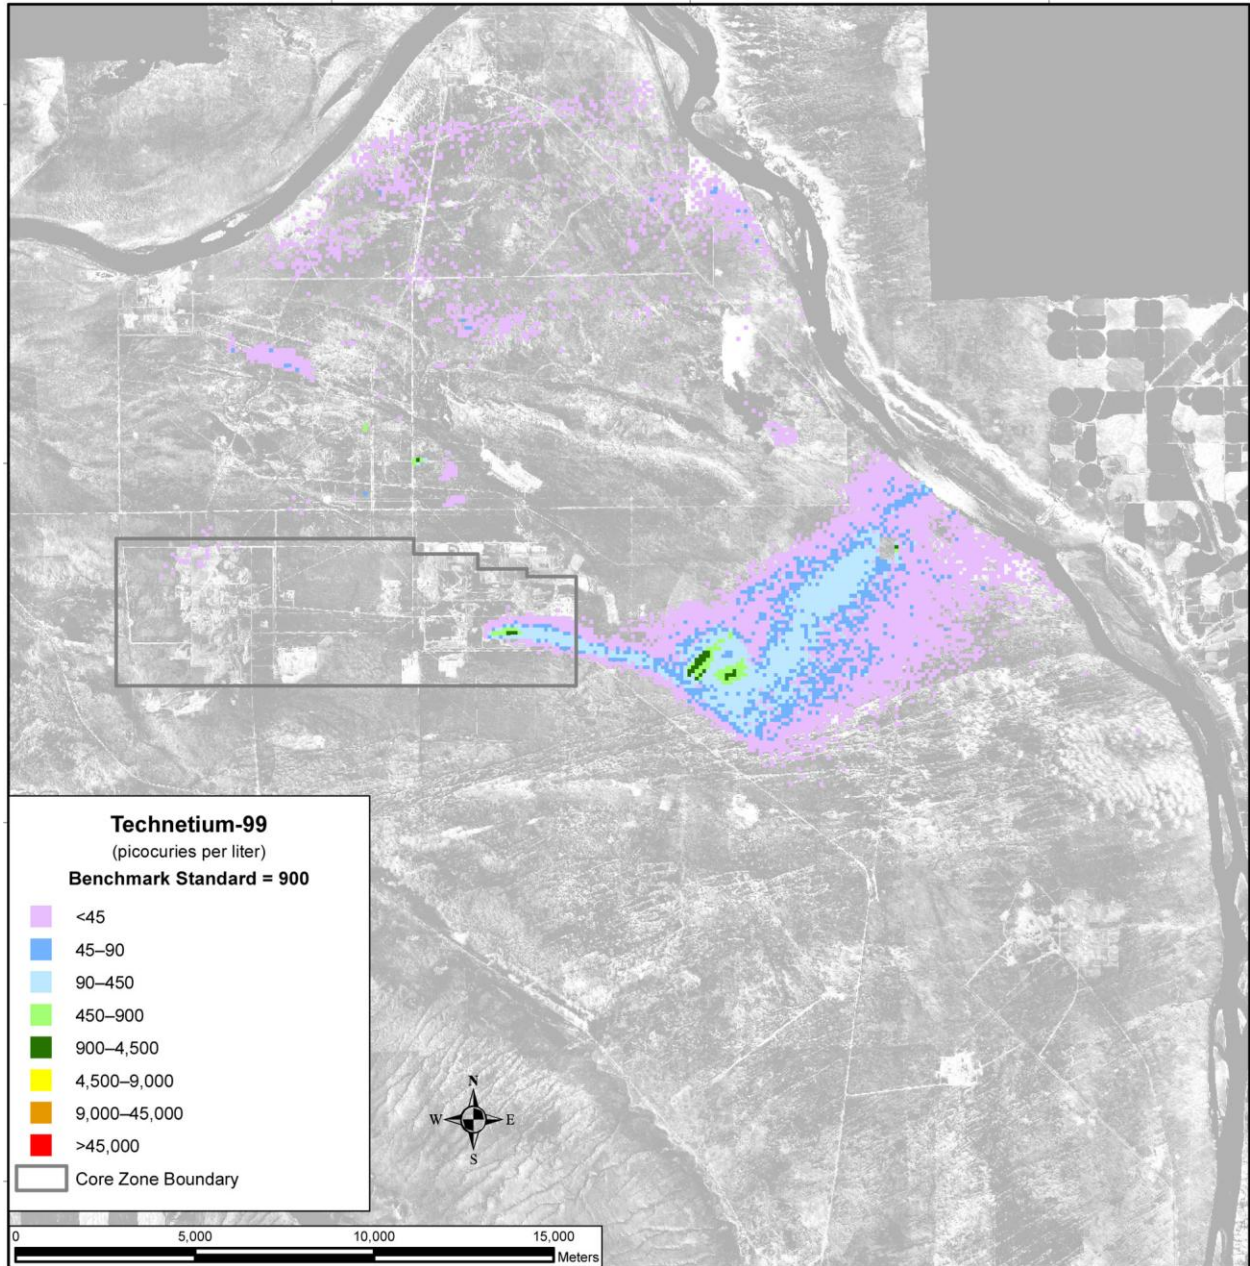 Technetium-99
(picocuries per liter)
Benchmark Standard = 900
<45
45–90
90–450
450–900
900–4,500
4,500–9,000
9,000–45,000
>45,000
Core Zone Boundary
N
W E
S
0 5,000 10,000 15,000
Meters